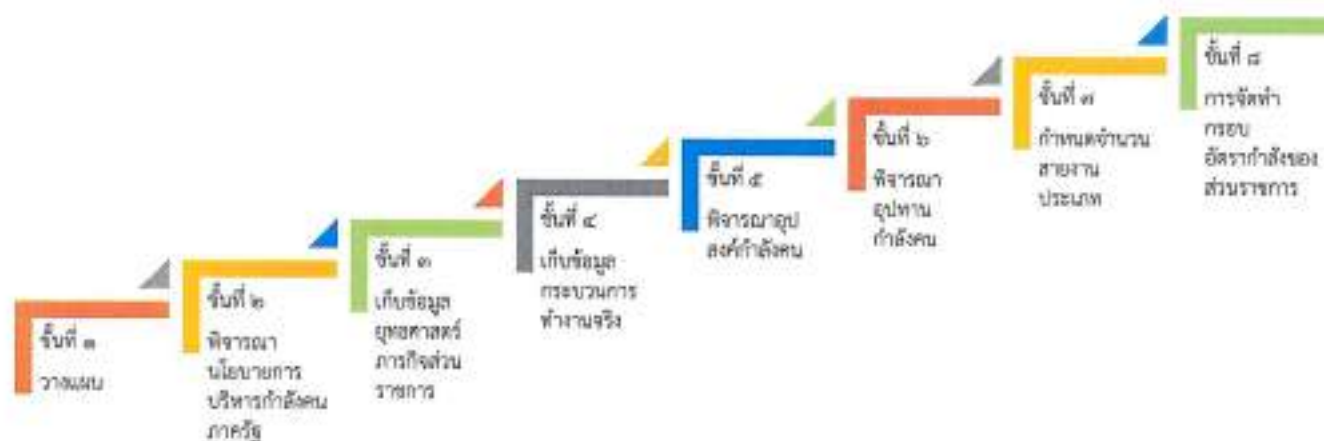 ขั้นที่ ๑
วางแผน
ขั้นที่ ๒
พิจารณา
นโยบายการ
บริหารกำลังคน
ภาครัฐ
ขั้นที่ ๓
เก็บข้อมูล
ยุทธศาสตร์
ภารกิจส่วน
ราชการ
ขั้นที่ ๔
เก็บข้อมูล
กระบวนการ
ทำงานจริง
ขั้นที่ ๕
พิจารณาอุป
สงค์กำลังคน
ขั้นที่ ๖
พิจารณา
อุปทาน
กำลังคน
ขั้นที่ ๗
กำหนดจำนวน
สายงาน
ประเภท
ขั้นที่ ๘
การจัดทำ
กรอบ
อัตรากำลังของ
ส่วนราชการ